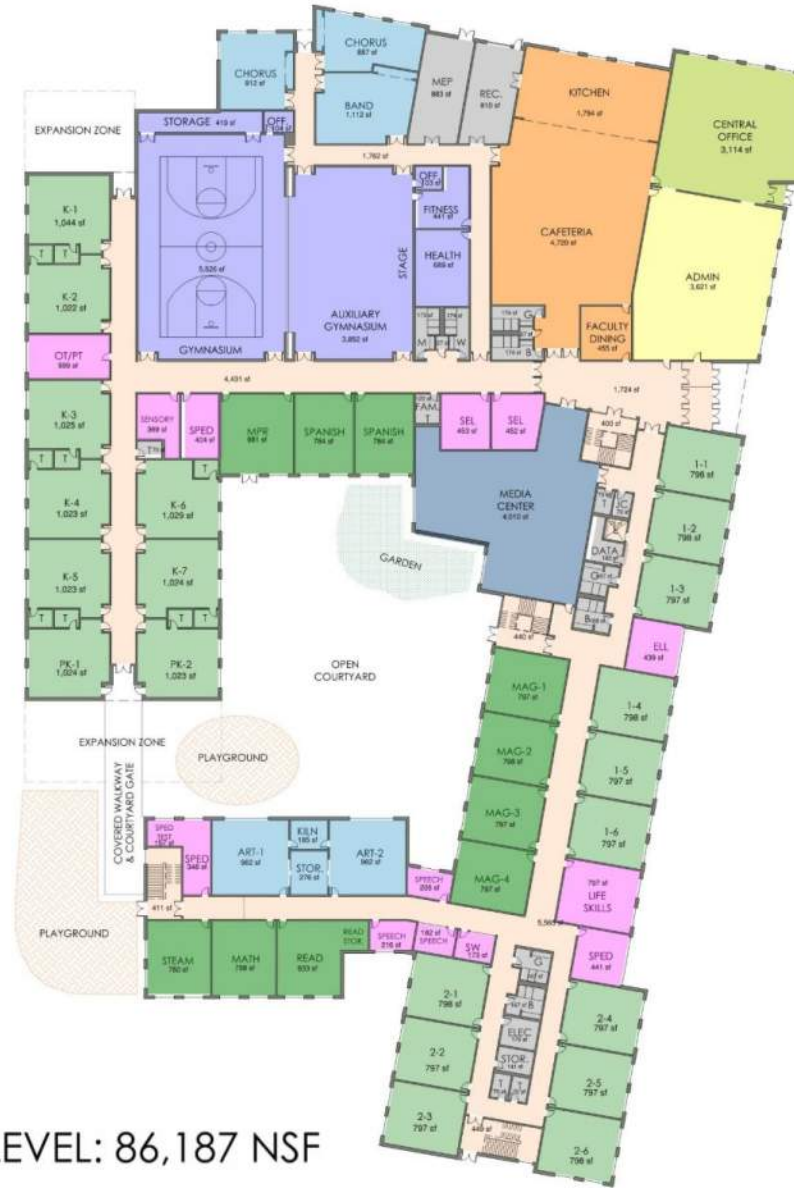 CHORUS
887 sf
CHORUS
912 sf
BAND
1,112 sf
MEP
883 sf
REC.
810 sf
KITCHEN
CENTRAL
OFFICE
3,114 sf
EXPANSION ZONE
STORAGE 419 sf
OFF.
1,762 sf
K-1
1,044 sf
T
T
K-2
1,022 sf
OT/PT
K-3
1,025 sf
T
T
K-4
1,023 sf
K-5
1,023 sf
T
T
PK-1
1,024 sf
GYMNASIUM
AUXILIARY
GYMNASIUM
3,852 sf
STAGE
OFF.
FITNESS
441 sf
HEALTH
M
W
CAFETERIA
4,720 sf
G
B
FACULTY
DINING
455 sf
ADMIN
3,621 sf
4,431 sf
1,724 sf
SENSORY
SPED
404 sf
MPR
SPANISH
784 sf
SPANISH
784 sf
FAM.
T
SEL
453 sf
SEL
452 sf
400 sf
T
T
K-6
1,029 sf
K-7
1,024 sf
T
T
PK-2
1,023 sf
MEDIA
CENTER
4,010 sf
T
JC
DATA
G
B
1-1
798 sf
1-2
798 sf
1-3
797 sf
GARDEN
440 sf
ELL
439 sf
OPEN
COURTYARD
MAG-1
797 sf
MAG-2
798 sf
MAG-3
797 sf
MAG-4
797 sf
1-4
798 sf
1-5
797 sf
1-6
797 sf
797 sf
LIFE
SKILLS
SPED
441 sf
EXPANSION ZONE
COVERED WALKWAY
& COURTYARD GATE
PLAYGROUND
PLAYGROUND
SPED
TEST
SPED
ART-1
982 sf
KILN
STOR.
276 sf
ART-2
982 sf
SPEECH
411 sf
STEAM
MATH
READ
READ
STOR.
SPEECH
216 sf
SPEECH
SW
173 sf
G
B
ELEC
STOR.
T
T
2-1
798 sf
2-2
797 sf
2-3
797 sf
2-4
797 sf
2-5
797 sf
2-6
798 sf
LEVEL: 86,187 NSF